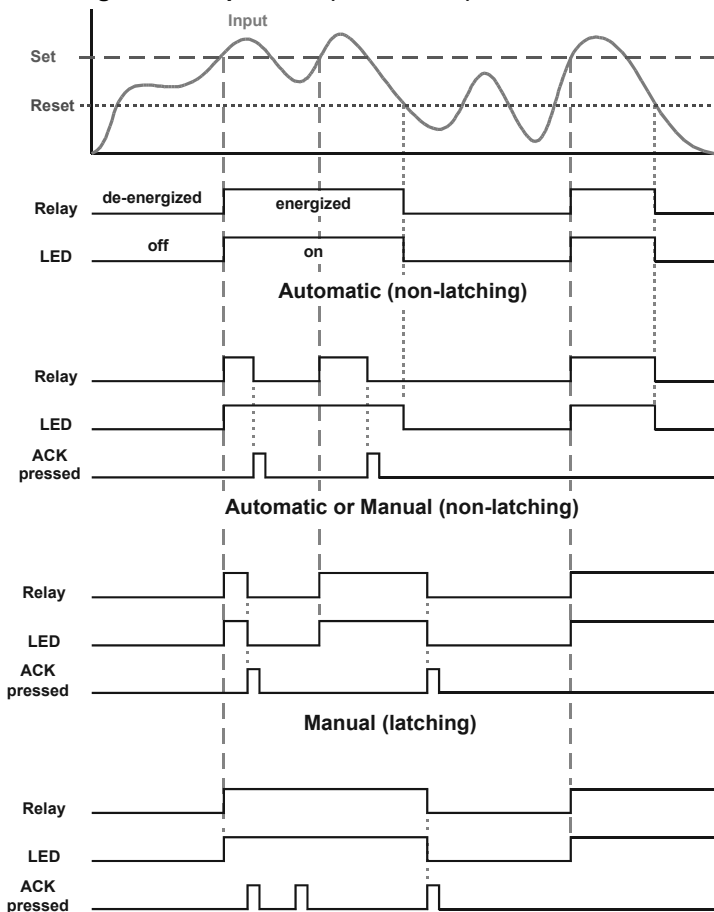 Input
Set
Reset
de-energized
energized
Relay
off
on
LED
Automatic (non-latching)
Relay
LED
ACK
pressed
Automatic or Manual (non-latching)
Relay
LED
ACK
pressed
Manual (latching)
Relay
LED
ACK
pressed